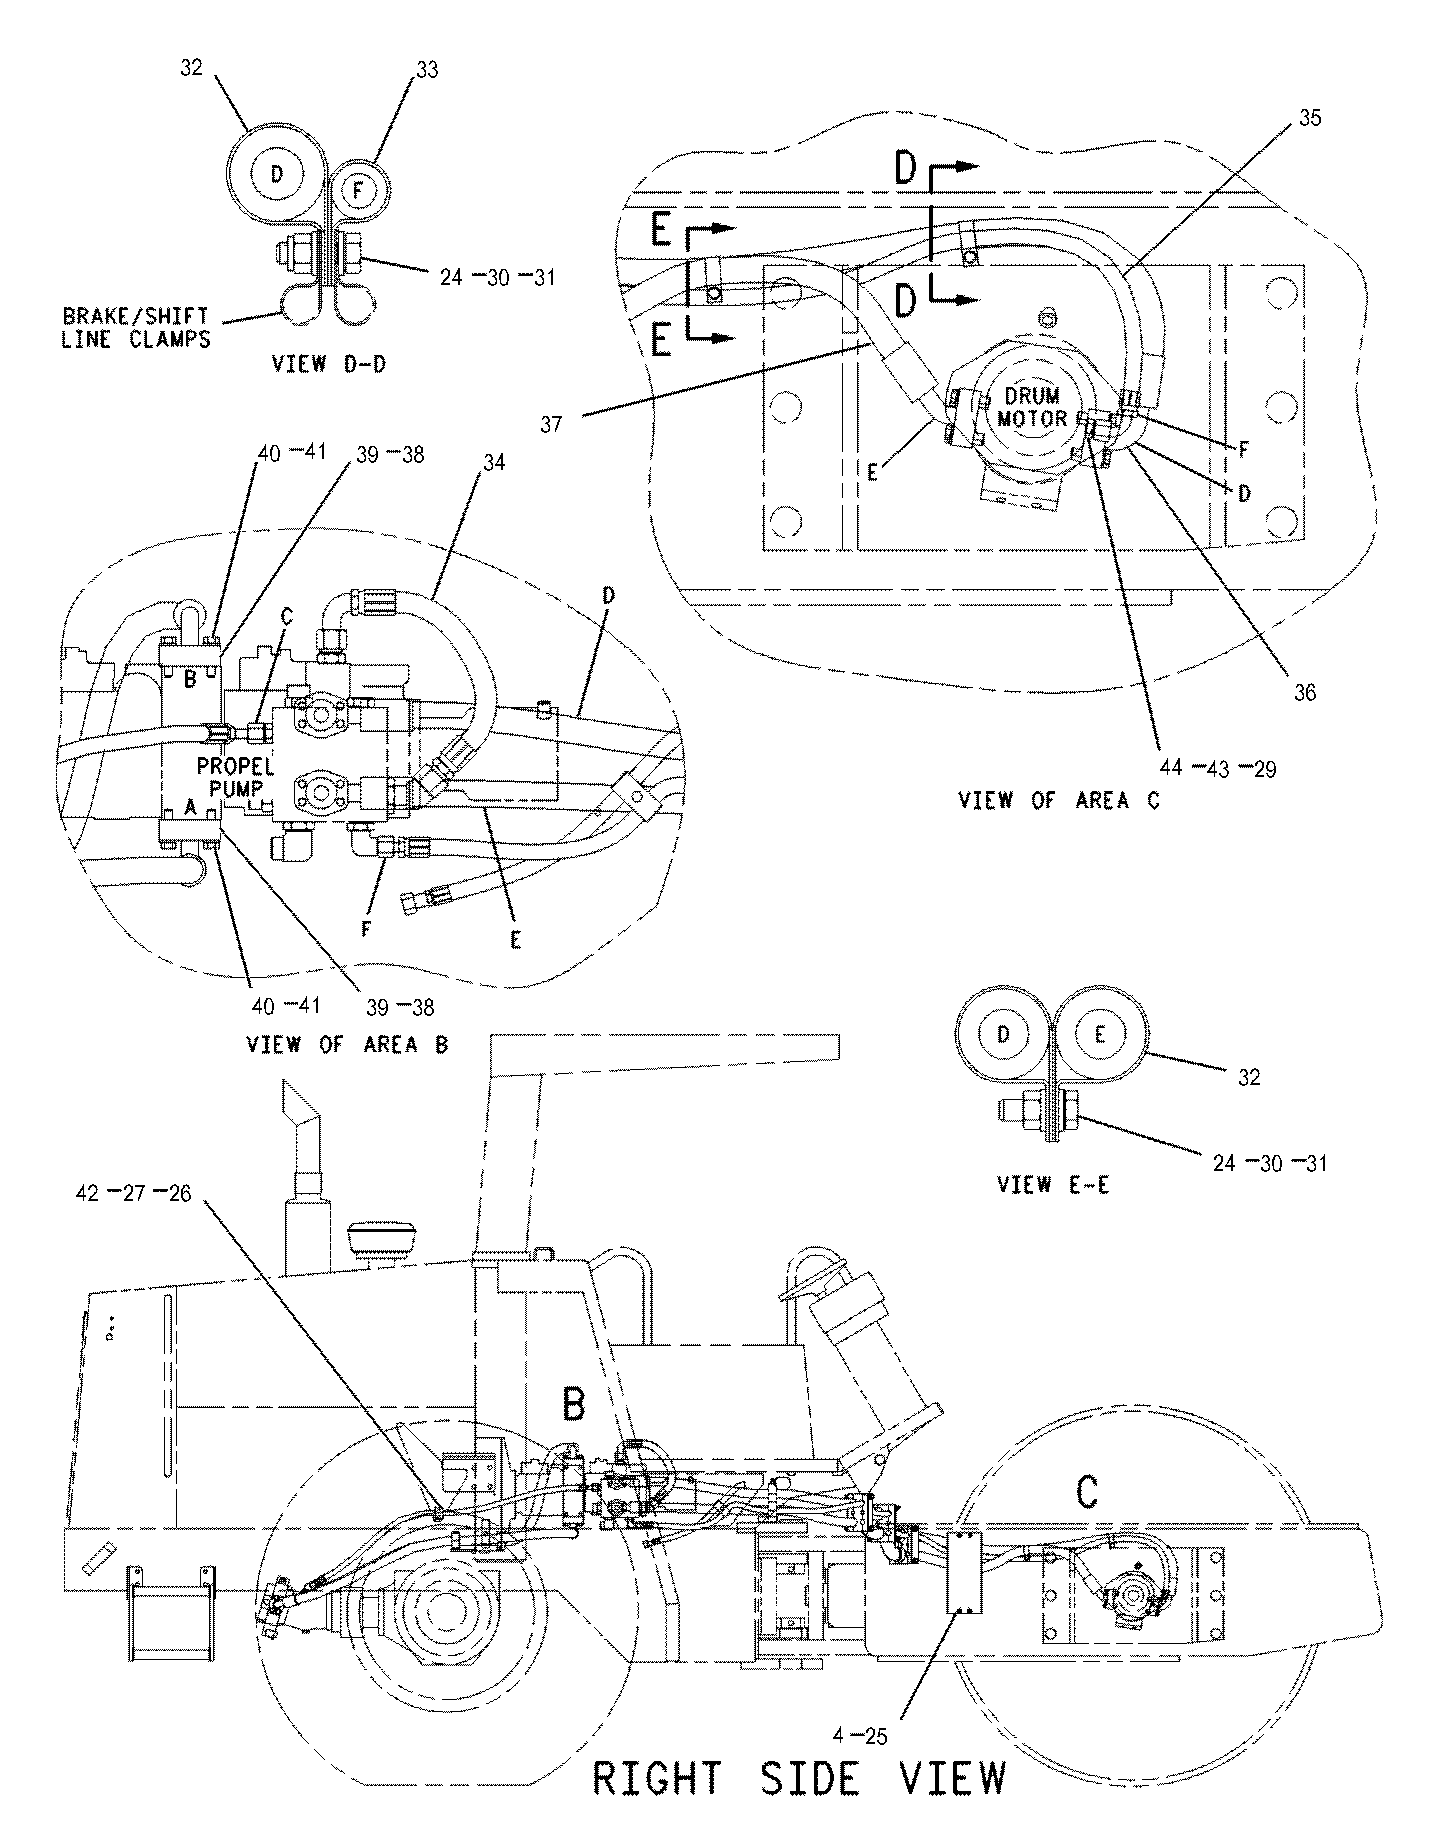 32
33
D
F
24 – 30 – 31
BRAKE/SHIFT
LINE CLAMPS
VIEW D-D
35
D
E
D
E
37
DRUM
MOTOR
E
F
D
36
44 – 43 – 29
VIEW OF AREA C
40 – 41
39 – 38
34
C
D
B
PROPEL
PUMP
A
F
E
40 – 41
39 – 38
VIEW OF AREA B
D
E
32
24 – 30 – 31
VIEW E-E
42 – 27 – 26
B
C
4 – 25
RIGHT SIDE VIEW